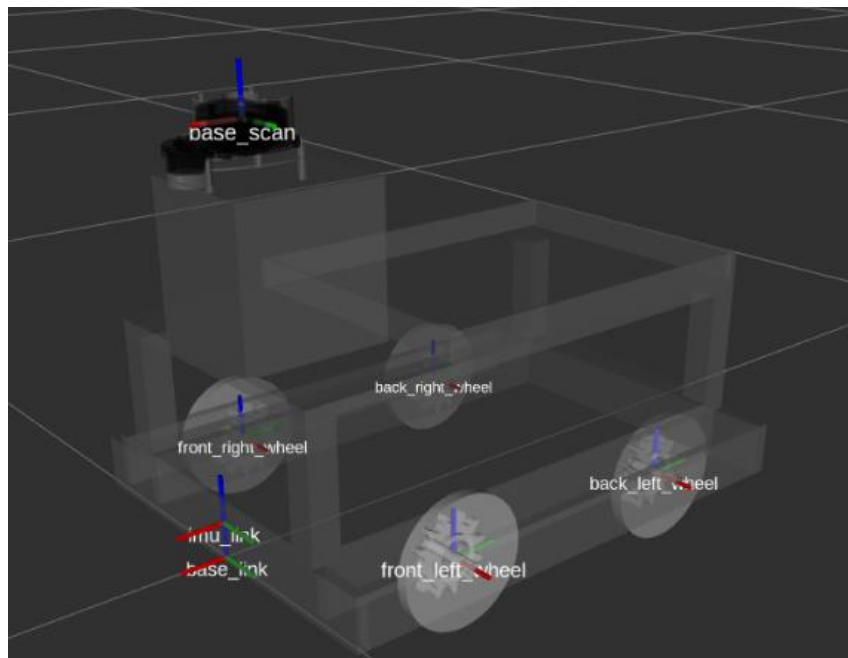 base_scan
back_right_wheel
front_right_wheel
back_left_wheel
imu_link
base_link
front_left_wheel